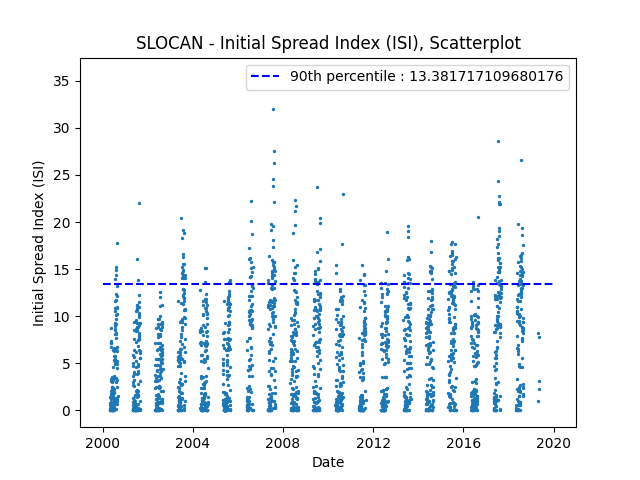 SLOCAN - Initial Spread Index (ISI), Scatterplot
90th percentile : 13.381717109680176
Initial Spread Index (ISI)
35
30
25
20
15
10
5
0
2000 2004 2008 2012 2016 2020
Date